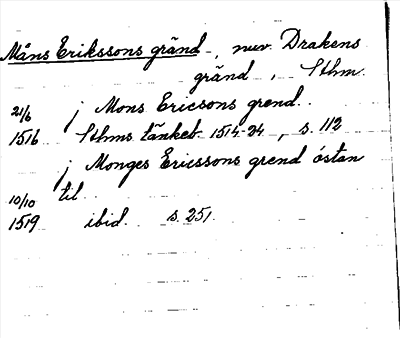 Måns Erikssons gränd, nuv. Drakens
gränd, Sthm.
21/6 j Mons Ericsons grend.
1516 Sthms tänkeb. 1514-24, s. 112
j Monges Ericssons grend östan
10/10 til
1519 ibid. s. 251.